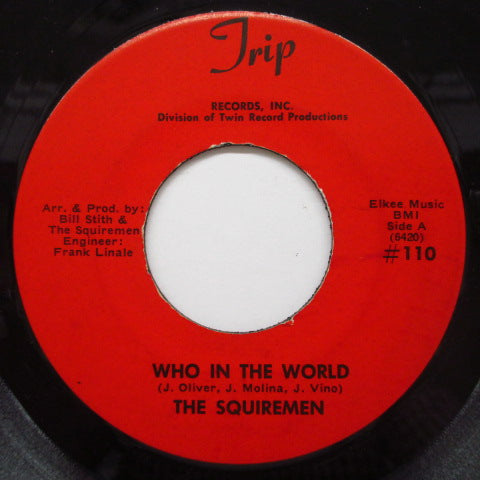 Trip
RECORDS, INC.
Division of Twin Record Productions
Arr. & Prod. by:
Bill Stith &
The Squiremen
Engineer:
Frank Linale
Elkee Music
BMI
Side A
(6420)
#110
WHO IN THE WORLD
(J. Oliver, J. Molina, J. Vino)
THE SQUIREMEN